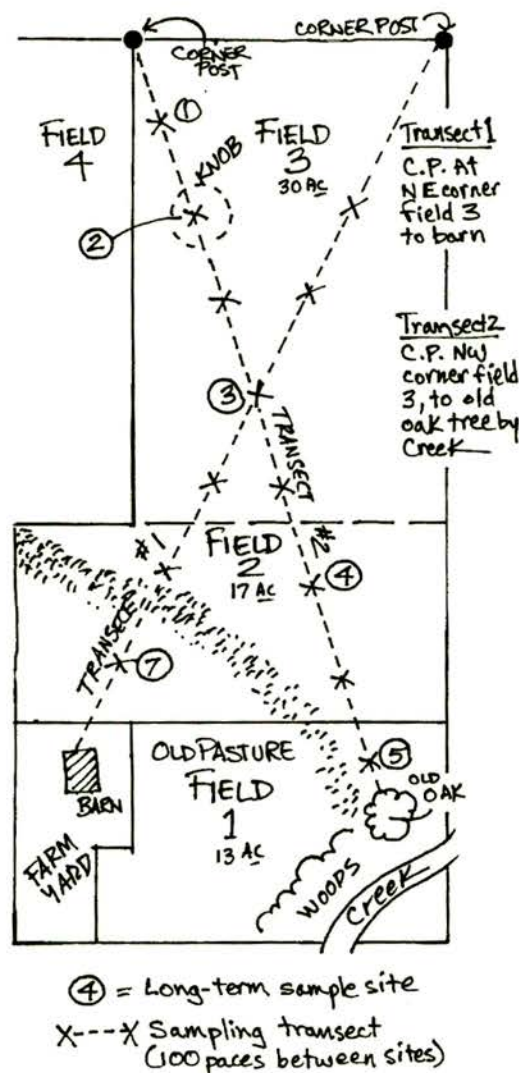 CORNER POST
CORNER
POST
①
FIELD
4
FIELD
3
30 AC
KNOB
②
Transect 1
C.P. At
NE corner
field 3
to barn
Transect 2
C.P. NW
corner field
3, to old
oak tree by
Creek
③
TRANSECT
#2
#1
TRANSECT
FIELD
2
17 AC
④
⑦
OLD PASTURE
FIELD
1
13 AC
⑤
OLD
OAK
BARN
FARM
YARD
WOODS
Creek
④ = Long-term sample site
X---X Sampling transect
(100 paces between sites)